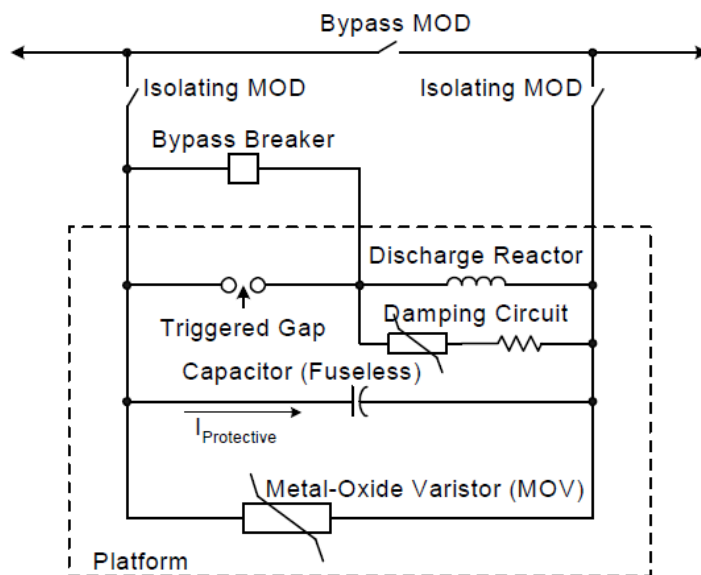 Bypass MOD
Isolating MOD
Isolating MOD
Bypass Breaker
Discharge Reactor
Triggered Gap
Damping Circuit
Capacitor (Fuseless)
I Protective
Metal-Oxide Varistor (MOV)
Platform